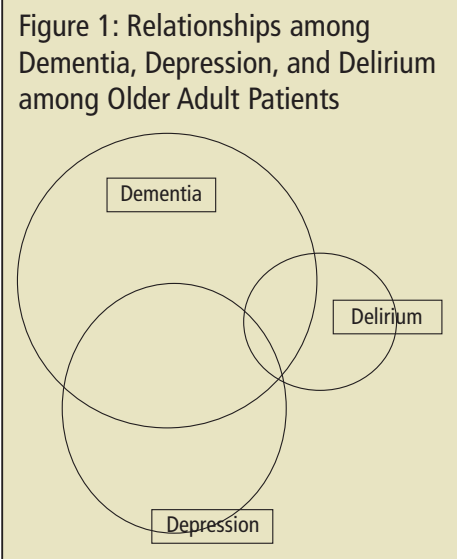 Figure 1: Relationships among
Dementia, Depression, and Delirium
among Older Adult Patients
Dementia
Delirium
Depression